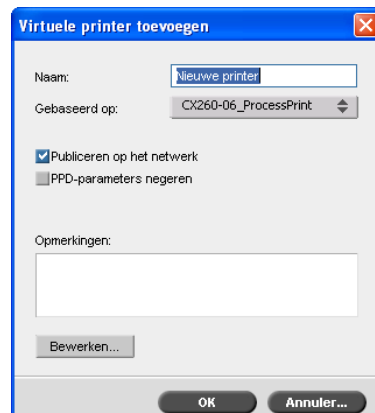 Virtuele printer toevoegen
Naam: Nieuwe printer
Gebaseerd op: CX260-06_ProcessPrint
Publiceren op het netwerk
PPD-parameters negeren
Opmerkingen:
Bewerken...
OK Annuler...